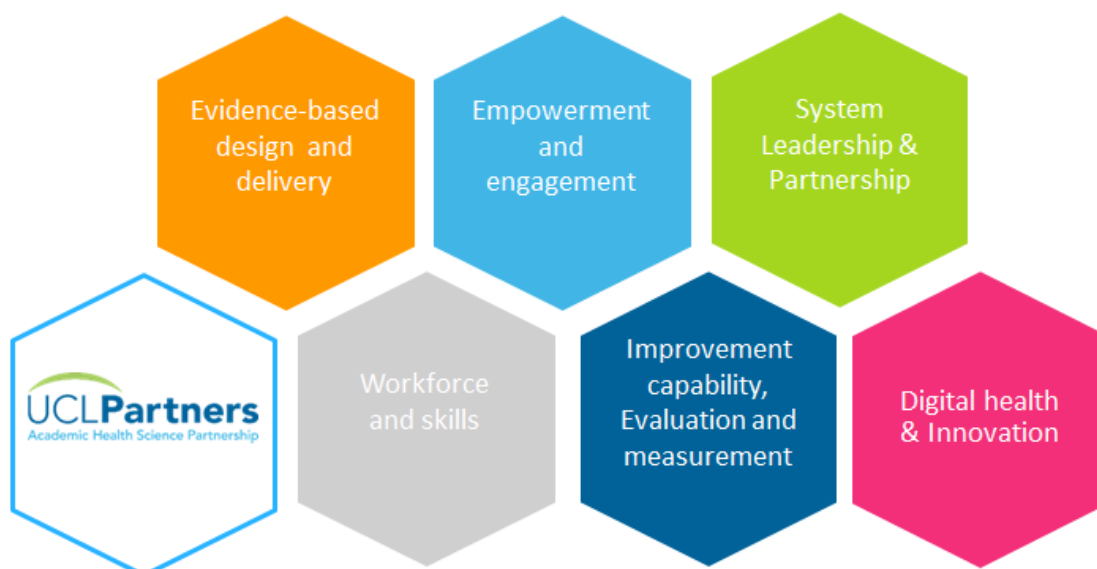 Evidence-based
design and
delivery
Empowerment
and
engagement
System
Leadership &
Partnership
UCLPartners
Academic Health Science Partnership
Workforce
and skills
Improvement
capability,
Evaluation and
measurement
Digital health
& Innovation